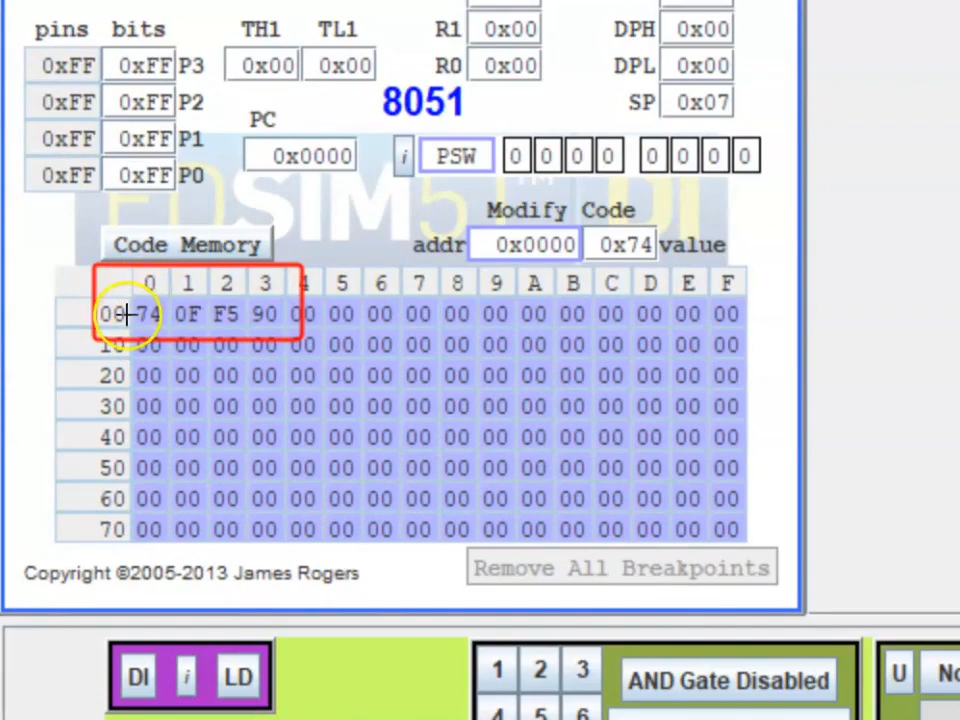 pins bits TH1 TL1 R1 0x00 DPH 0x00
0xFF 0xFF P3 0x00 0x00 R0 0x00 DPL 0x00
0xFF 0xFF P2 8051 SP 0x07
0xFF 0xFF P1 PC
0xFF 0xFF P0 0x0000 i PSW 0 0 0 0 0 0 0 0
EDSIM51™ DI
Modify Code
Code Memory addr 0x0000 0x74 value
0 1 2 3 4 5 6 7 8 9 A B C D E F
00 74 0F F5 90 00 00 00 00 00 00 00 00 00 00 00 00
10 00 00 00 00 00 00 00 00 00 00 00 00 00 00 00 00
20 00 00 00 00 00 00 00 00 00 00 00 00 00 00 00 00
30 00 00 00 00 00 00 00 00 00 00 00 00 00 00 00 00
40 00 00 00 00 00 00 00 00 00 00 00 00 00 00 00 00
50 00 00 00 00 00 00 00 00 00 00 00 00 00 00 00 00
60 00 00 00 00 00 00 00 00 00 00 00 00 00 00 00 00
70 00 00 00 00 00 00 00 00 00 00 00 00 00 00 00 00
Copyright ©2005-2013 James Rogers Remove All Breakpoints
DI i LD 1 2 3 AND Gate Disabled U
4 5 6